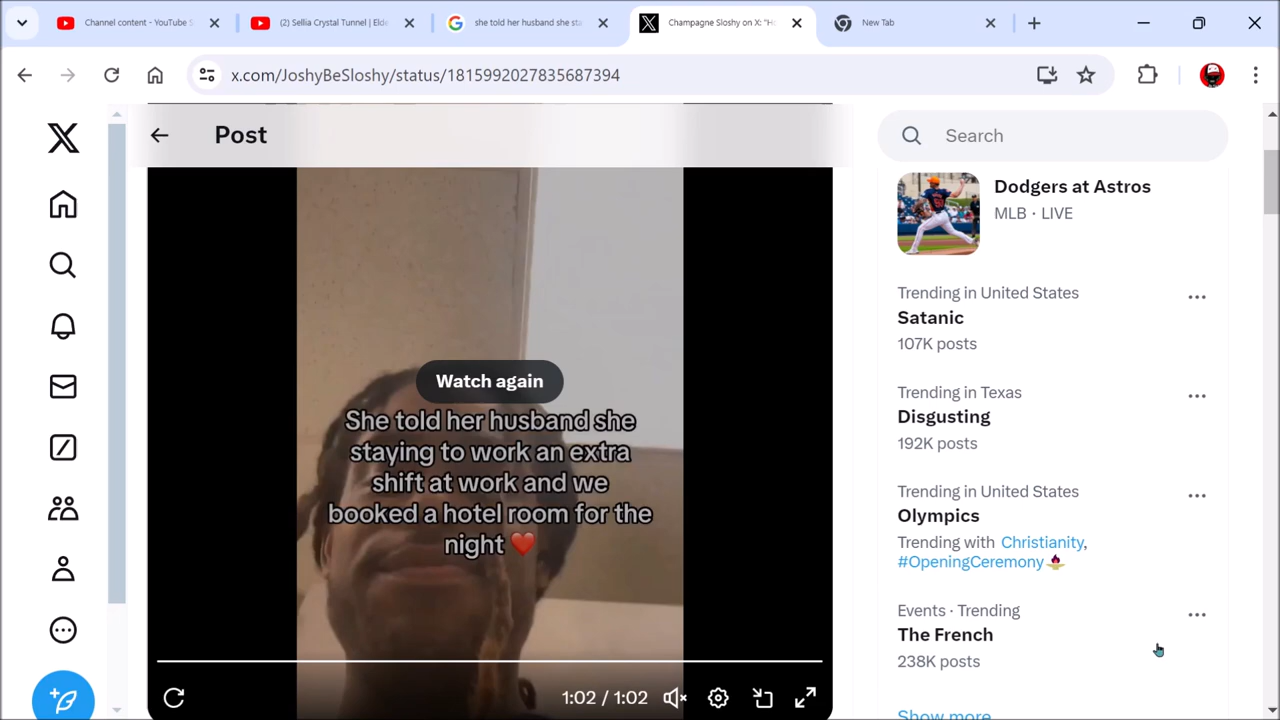 Channel content - YouTube S
(2) Sellia Crystal Tunnel | Elde
she told her husband she sta
Champagne Sloshy on X: "He
New Tab
x.com/JoshyBeSloshy/status/1815992027835687394
Post
Search
Dodgers at Astros
MLB · LIVE
Trending in United States
Satanic
107K posts
Trending in Texas
Disgusting
192K posts
Trending in United States
Olympics
Trending with Christianity,
#OpeningCeremony
Events · Trending
The French
238K posts
Show more
Watch again
She told her husband she
staying to work an extra
shift at work and we
booked a hotel room for the
night ❤️
1:02 / 1:02